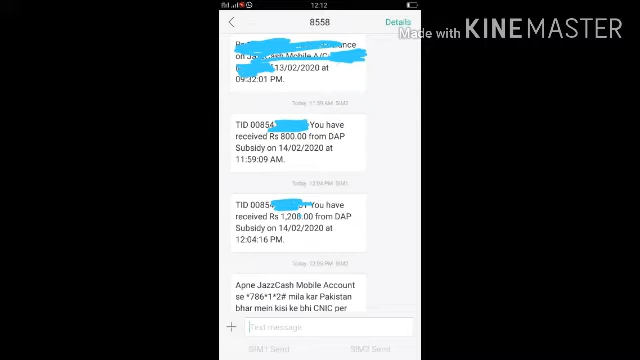 12:12
8558
Details
Made with KINEMASTER
on JazzCash Mobile A/C
13/02/2020 at
09:32:01 PM.
Today 11:59 AM SIM2
TID 00854 You have
received Rs 800.00 from DAP
Subsidy on 14/02/2020 at
11:59:09 AM.
Today 12:04 PM SIM1
TID 00854 You have
received Rs 1,208.00 from DAP
Subsidy on 14/02/2020 at
12:04:16 PM.
Today 12:05 PM SIM2
Apne JazzCash Mobile Account
se *786*1*2# mila kar Pakistan
bhar mein kisi ke bhi CNIC per
Text message
SIM1 Send SIM2 Send